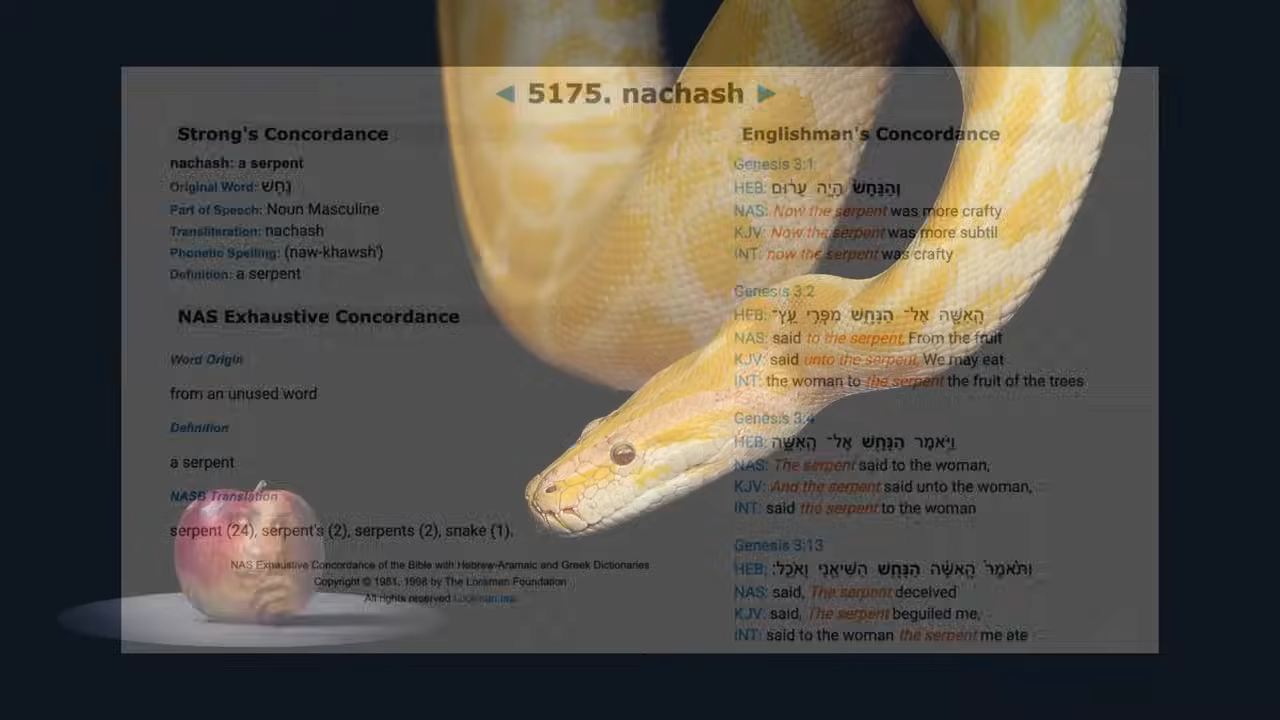 5175. nachash
Strong's Concordance
nachash: a serpent
Original Word: נָחָשׁ
Part of Speech: Noun Masculine
Transliteration: nachash
Phonetic Spelling: (naw-khawsh')
Definition: a serpent
NAS Exhaustive Concordance
Word Origin
from an unused word
Definition
a serpent
NASB Translation
serpent (24), serpent's (2), serpents (2), snake (1).
NAS Exhaustive Concordance of the Bible with Hebrew-Aramaic and Greek Dictionaries
Copyright © 1981, 1998 by The Lockman Foundation
All rights reserved
Englishman's Concordance
Genesis 3:1
HEB: וְהַנָּחָשׁ֙ הָיָ֣ה עָר֔וּם
NAS: Now the serpent was more crafty
KJV: Now the serpent was more subtil
INT: now the serpent was crafty
Genesis 3:2
HEB: הָֽאִשָּׁ֖ה אֶל־ הַנָּחָ֑שׁ מִפְּרִ֥י עֵֽץ־
NAS: said to the serpent, From the fruit
KJV: said unto the serpent, We may eat
INT: the woman to the serpent the fruit of the trees
Genesis 3:4
HEB: וַיֹּ֥אמֶר הַנָּחָ֖שׁ אֶל־ הָֽאִשָּׁ֑ה
NAS: The serpent said to the woman,
KJV: And the serpent said unto the woman,
INT: said the serpent to the woman
Genesis 3:13
HEB: וַתֹּ֙אמֶר֙ הָֽאִשָּׁ֔ה הַנָּחָ֥שׁ הִשִּׁיאַ֖נִי וָאֹכֵֽל׃
NAS: said, The serpent deceived
KJV: said, The serpent beguiled me,
INT: said to the woman the serpent me ate